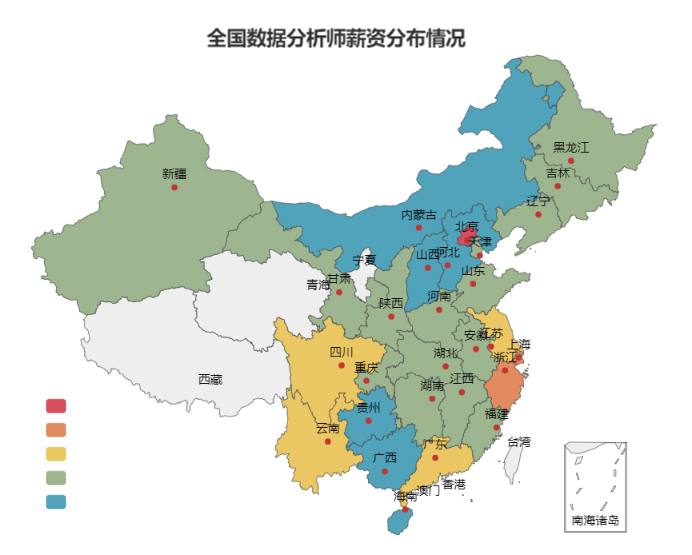 全国数据分析师薪资分布情况
黑龙江
新疆
吉林
辽宁
内蒙古
北京
天津
山西
河北
宁夏
山东
青海
甘肃
河南
陕西
江苏
安徽
上海
四川
湖北
浙江
重庆
西藏
湖南
江西
贵州
福建
云南
台湾
广东
广西
香港
澳门
海南
南海诸岛